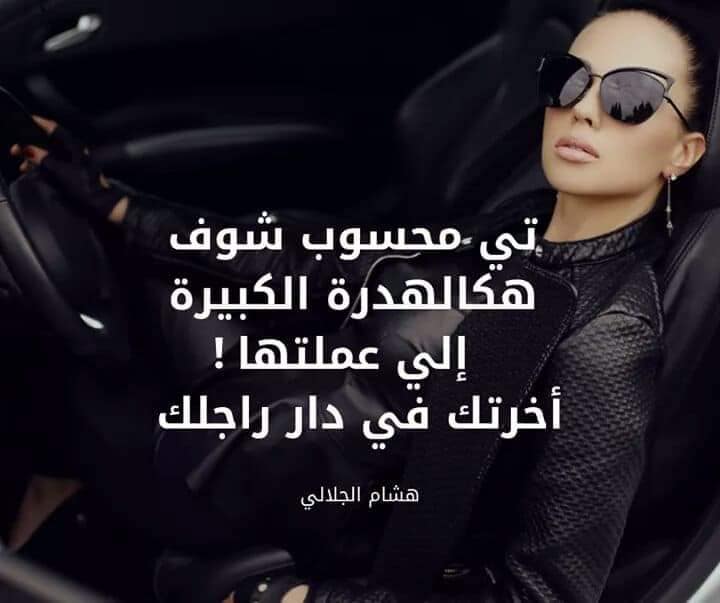 تي محسوب شوف
هكالهدرة الكبيرة
إلي عملتها !
أخرتك في دار راجلك
هشام الجلالي